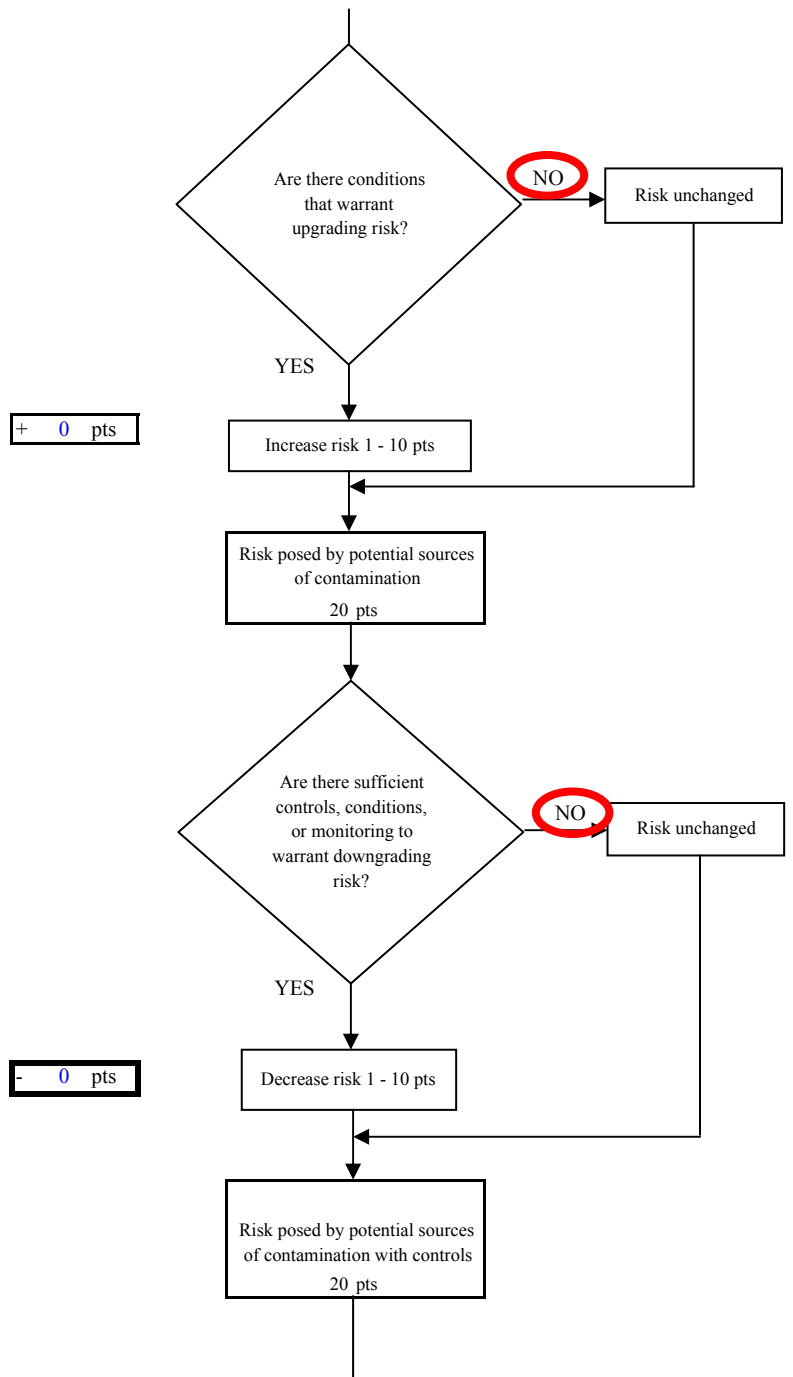 Are there conditions
that warrant
upgrading risk?
NO
Risk unchanged
YES
+ 0 pts
Increase risk 1 - 10 pts
Risk posed by potential sources
of contamination
20 pts
Are there sufficient
controls, conditions,
or monitoring to
warrant downgrading
risk?
NO
Risk unchanged
YES
- 0 pts
Decrease risk 1 - 10 pts
Risk posed by potential sources
of contamination with controls
20 pts